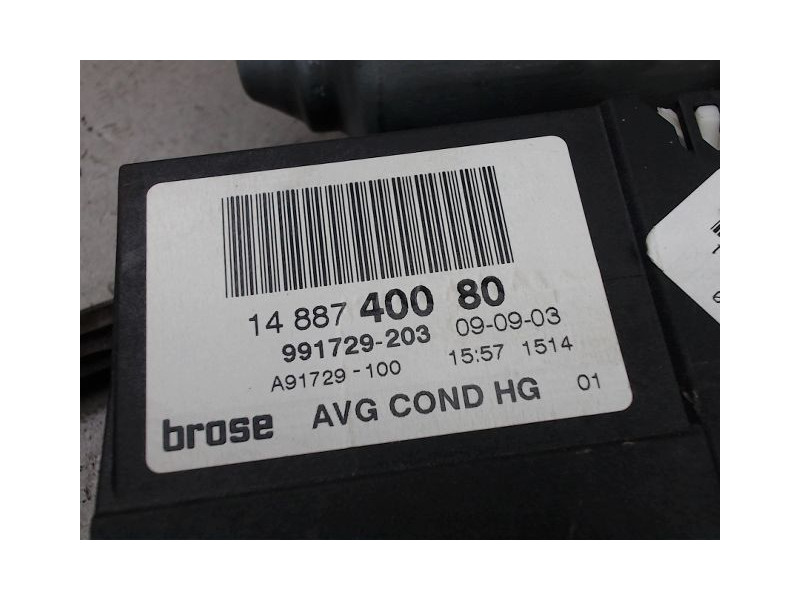 14 887 400 80
991729-203 09-09-03
A91729-100 15:57 1514
brose AVG COND HG 01